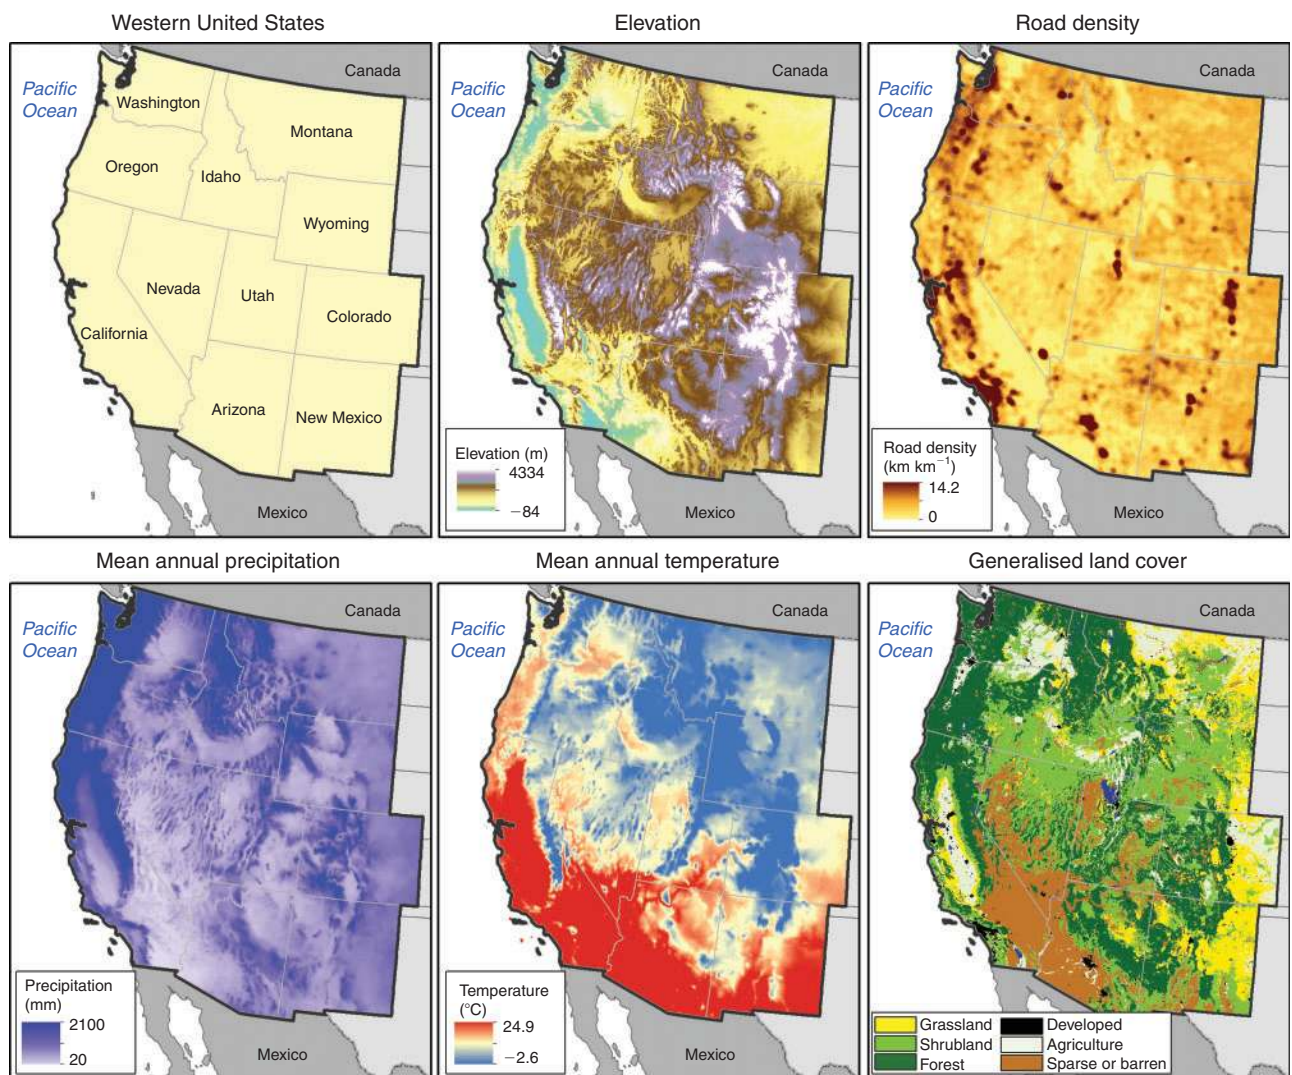 Western United States
Elevation
Road density
Canada
Pacific
Ocean
Washington
Montana
Oregon
Idaho
Wyoming
Nevada
Utah
Colorado
California
Arizona
New Mexico
Mexico
Canada
Pacific
Ocean
Elevation (m)
4334
−84
Mexico
Canada
Pacific
Ocean
Road density
(km km−1)
14.2
0
Mexico
Mean annual precipitation
Mean annual temperature
Generalised land cover
Canada
Pacific
Ocean
Precipitation
(mm)
2100
20
Mexico
Canada
Pacific
Ocean
Temperature
(°C)
24.9
−2.6
Mexico
Canada
Pacific
Ocean
Grassland
Developed
Shrubland
Agriculture
Forest
Sparse or barren